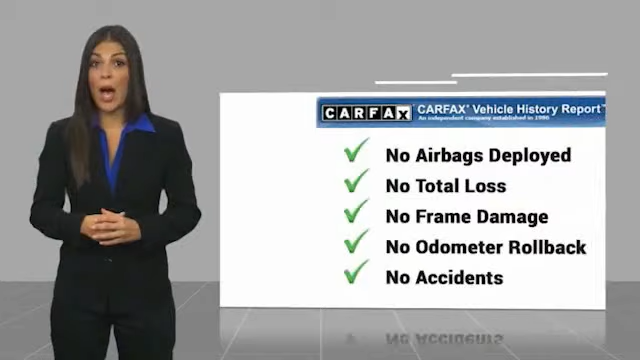 CARFAX CARFAX Vehicle History Report™
An independent company established in 1986
No Airbags Deployed
No Total Loss
No Frame Damage
No Odometer Rollback
No Accidents